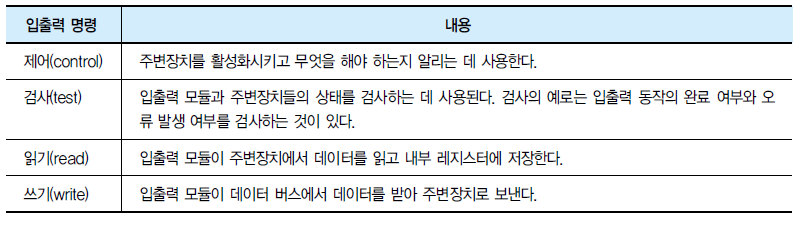 입출력 명령 내용
제어(control) 주변장치를 활성화시키고 무엇을 해야 하는지 알리는 데 사용한다.
검사(test) 입출력 모듈과 주변장치들의 상태를 검사하는 데 사용된다. 검사의 예로는 입출력 동작의 완료 여부와 오
류 발생 여부를 검사하는 것이 있다.
읽기(read) 입출력 모듈이 주변장치에서 데이터를 읽고 내부 레지스터에 저장한다.
쓰기(write) 입출력 모듈이 데이터 버스에서 데이터를 받아 주변장치로 보낸다.